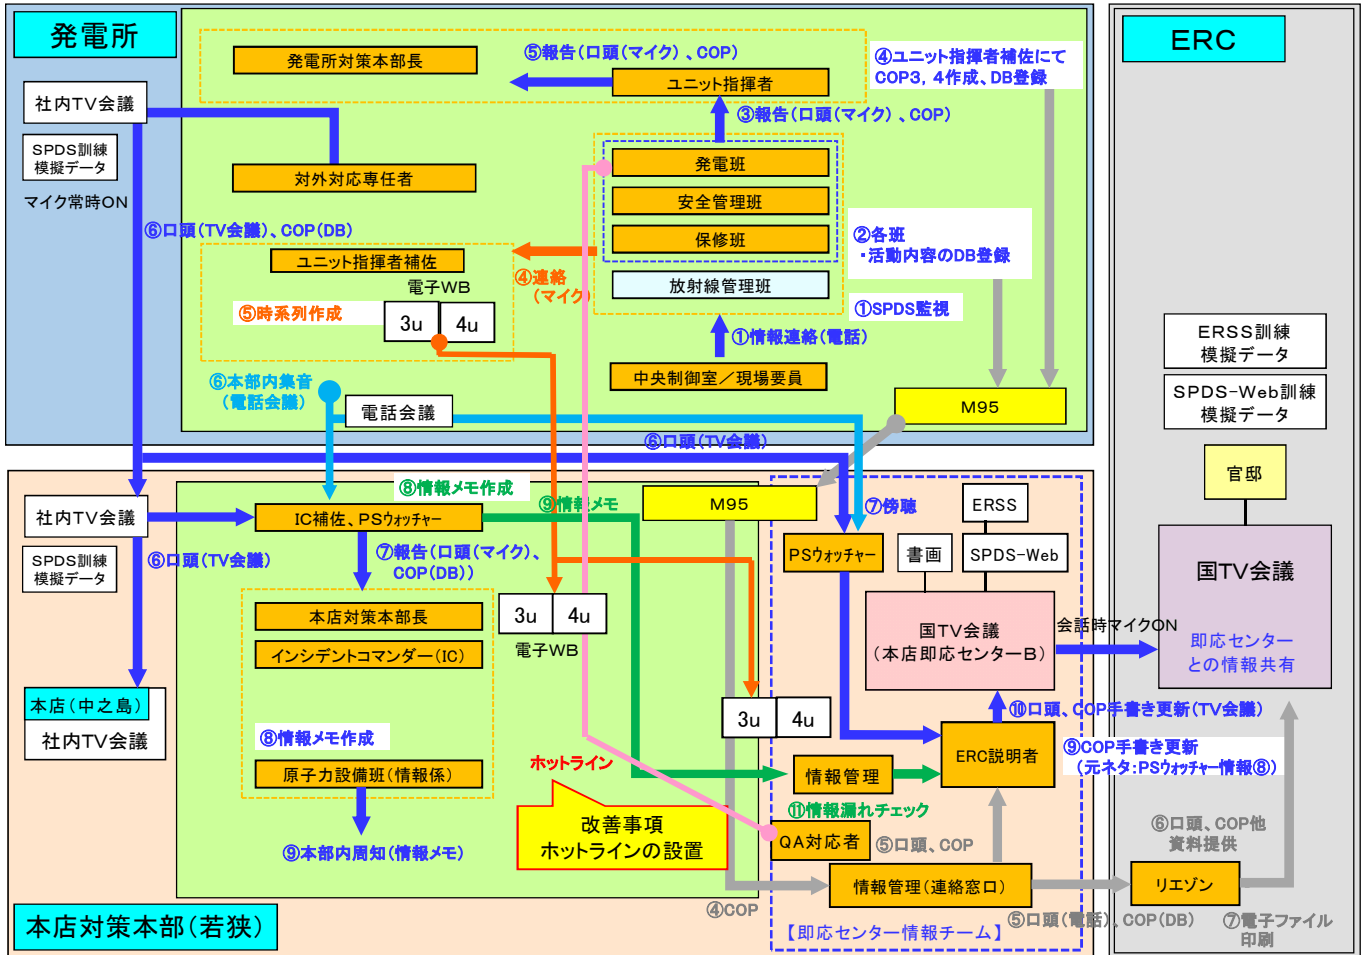 発電所
社内TV会議
SPDS訓練
模擬データ
マイク常時ON
発電所対策本部長
⑤報告(口頭(マイク)、COP)
ユニット指揮者
④ユニット指揮者補佐にて
COP3, 4作成、DB登録
③報告(口頭(マイク)、COP)
対外対応専任者
発電班
安全管理班
保修班
放射線管理班
②各班
・活動内容のDB登録
①SPDS監視
⑥口頭(TV会議)、COP(DB)
ユニット指揮者補佐
電子WB
④連絡
(マイク)
⑤時系列作成
3u
4u
①情報連絡(電話)
中央制御室/現場要員
⑥本部内集音
(電話会議)
電話会議
M95
⑥口頭(TV会議)
ERC
ERSS訓練
模擬データ
SPDS-Web訓練
模擬データ
官邸
国TV会議
即応センター
との情報共有
社内TV会議
SPDS訓練
模擬データ
⑥口頭(TV会議)
本店(中之島)
社内TV会議
⑧情報メモ作成
⑨情報メモ
IC補佐、PSウォッチャー
⑦報告(口頭(マイク)、
COP(DB))
本店対策本部長
インシデントコマンダー(IC)
⑧情報メモ作成
原子力設備班(情報係)
⑨本部内周知(情報メモ)
3u
4u
電子WB
M95
⑦傍聴
ERSS
PSウォッチャー
書画
SPDS-Web
国TV会議
(本店即応センターB)
会話時マイクON
3u
4u
⑩口頭、COP手書き更新(TV会議)
ERC説明者
⑨COP手書き更新
(元ネタ:PSウォッチャー情報⑧)
ホットライン
改善事項
ホットラインの設置
情報管理
⑪情報漏れチェック
QA対応者
⑤口頭、COP
⑥口頭、COP他
資料提供
情報管理(連絡窓口)
リエゾン
④COP
⑤口頭(電話)、COP(DB)
⑦電子ファイル
印刷
【即応センター情報チーム】
本店対策本部(若狭)